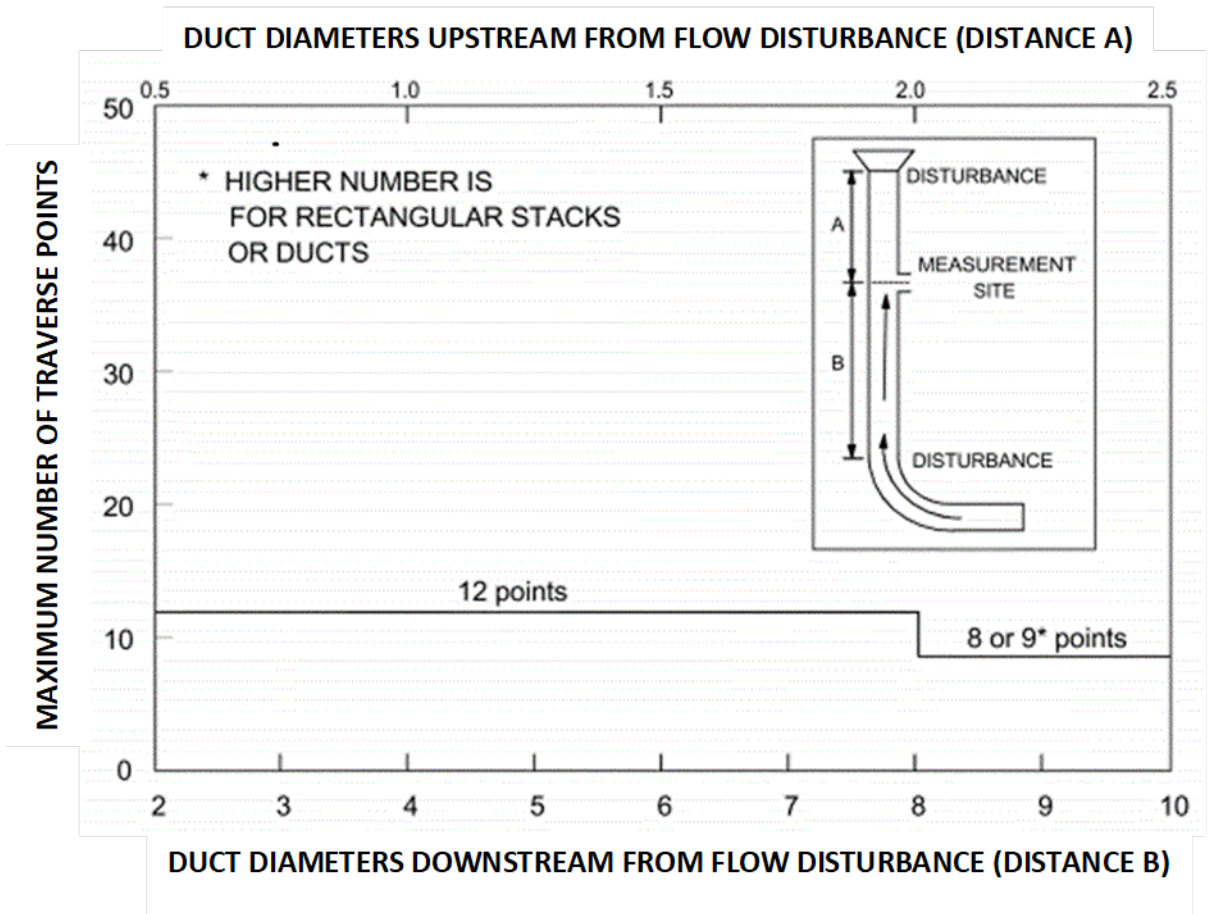 DUCT DIAMETERS UPSTREAM FROM FLOW DISTURBANCE (DISTANCE A)
0.5 1.0 1.5 2.0 2.5
MAXIMUM NUMBER OF TRAVERSE POINTS
50
40
30
20
10
0
* HIGHER NUMBER IS
FOR RECTANGULAR STACKS
OR DUCTS
DISTURBANCE
A
MEASUREMENT
SITE
B
DISTURBANCE
12 points
8 or 9* points
2 3 4 5 6 7 8 9 10
DUCT DIAMETERS DOWNSTREAM FROM FLOW DISTURBANCE (DISTANCE B)